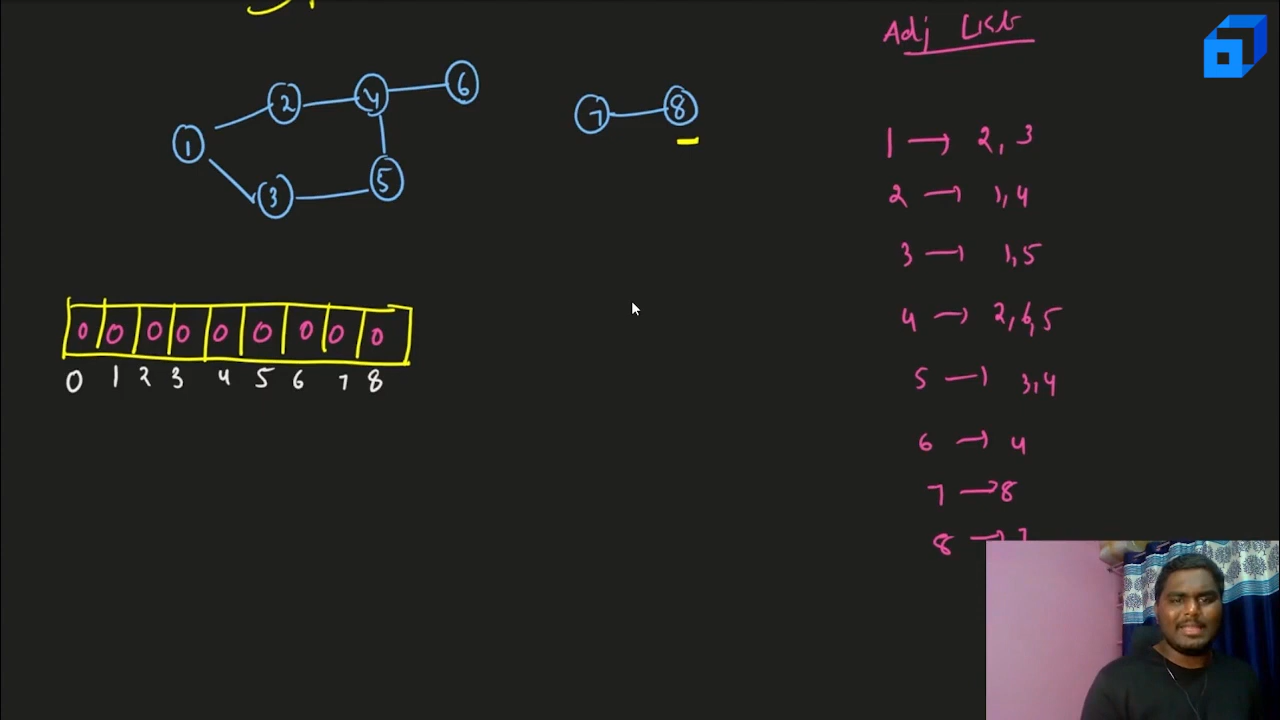 Adj List
1 → 2, 3
2 → 1,4
3 → 1,5
4 → 2,6,5
5 → 3,4
6 → 4
7 → 8
8 → 7
1 2 3 4 5 6
7 8
0 0 0 0 0 0 0 0 0
0 1 2 3 4 5 6 7 8